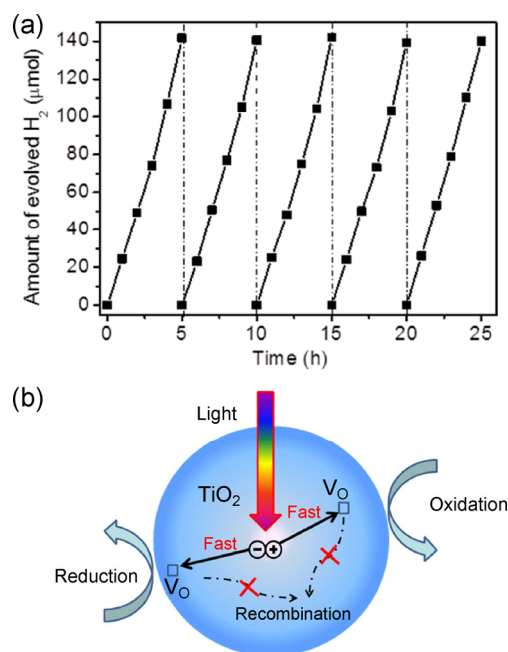 (a)
Amount of evolved H₂ (μmol)
140
120
100
80
60
40
20
0
0 5 10 15 20 25
Time (h)
(b)
Light
TiO₂
Vₒ
Oxidation
Fast
Fast
− +
Reduction
Vₒ
Recombination